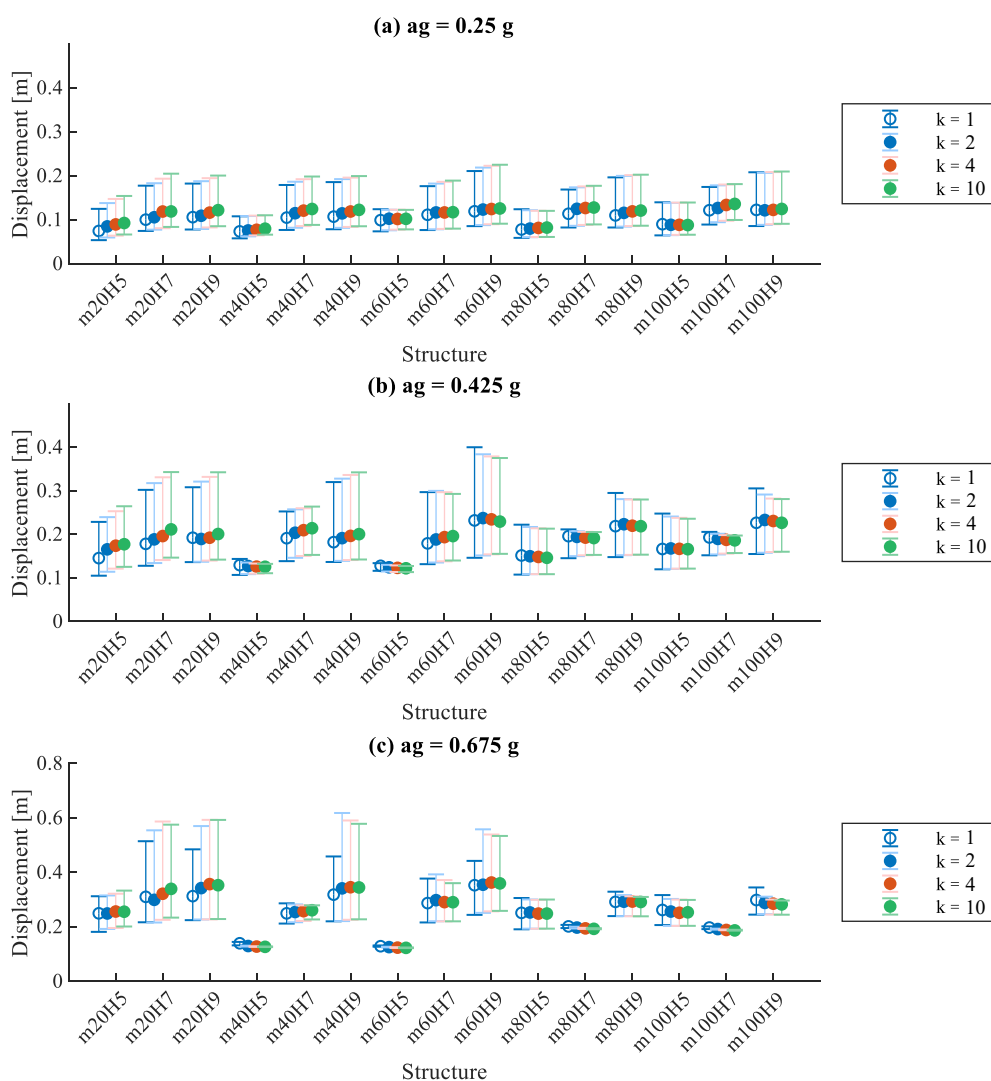 (a) ag = 0.25 g
Displacement [m]
0.4
0.3
0.2
0.1
0
m20H5
m20H7
m20H9
m40H5
m40H7
m40H9
m60H5
m60H7
m60H9
m80H5
m80H7
m80H9
m100H5
m100H7
m100H9
Structure
k = 1
k = 2
k = 4
k = 10
(b) ag = 0.425 g
Displacement [m]
0.4
0.3
0.2
0.1
0
m20H5
m20H7
m20H9
m40H5
m40H7
m40H9
m60H5
m60H7
m60H9
m80H5
m80H7
m80H9
m100H5
m100H7
m100H9
Structure
k = 1
k = 2
k = 4
k = 10
(c) ag = 0.675 g
Displacement [m]
0.8
0.6
0.4
0.2
0
m20H5
m20H7
m20H9
m40H5
m40H7
m40H9
m60H5
m60H7
m60H9
m80H5
m80H7
m80H9
m100H5
m100H7
m100H9
Structure
k = 1
k = 2
k = 4
k = 10